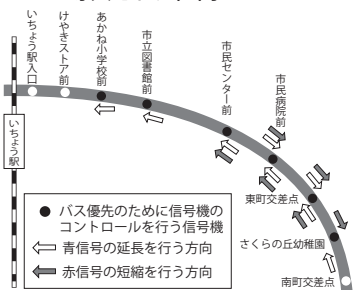 いちょう駅入口
けやきストア前
あかね小学校前
市立図書館前
市民センター前
市民病院前
いちょう駅
東町交差点
さくらの丘幼稚園
南町交差点
バス優先のために信号機の
コントロールを行う信号機
青信号の延長を行う方向
赤信号の短縮を行う方向